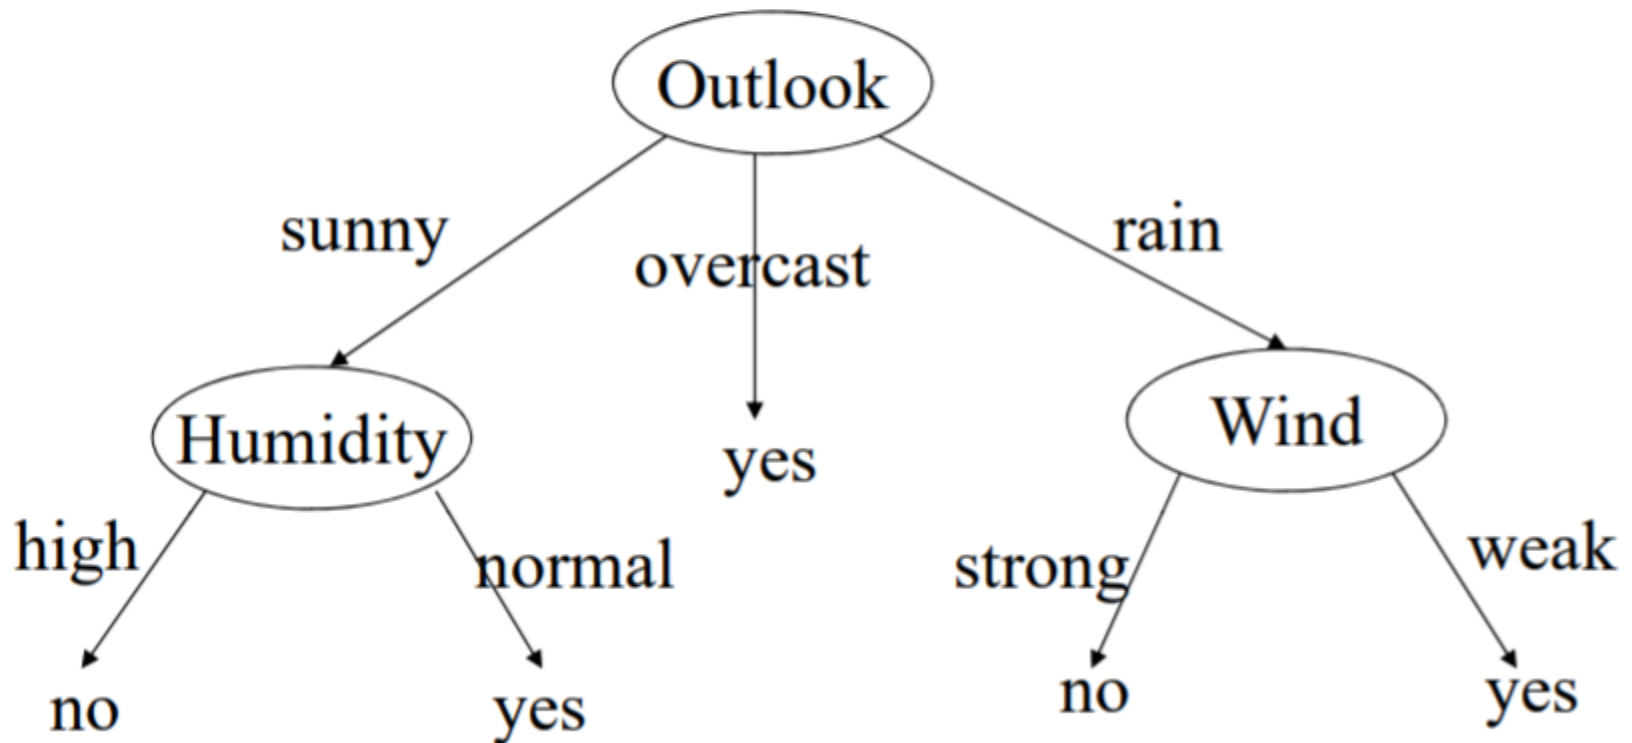 Outlook
sunny
overcast
rain
Humidity
yes
Wind
high
normal
strong
weak
no
yes
no
yes